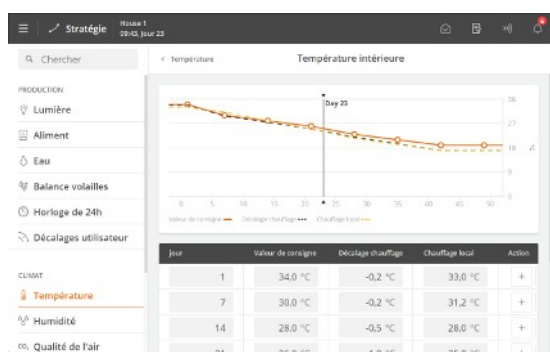 Stratégie
House 1
09:43, Jour 23
Chercher
< Température
Température intérieure
PRODUCTION
Lumière
Aliment
Eau
Balance volailles
Horloge de 24h
Décalages utilisateur
CLIMAT
Température
Humidité
CO₂ Qualité de l'air
Day 23
36
27
18
9
0
0 5 10 15 20 25 30 35 40 45 50
Valeur de consigne Décalage chauffage Chauffage local
Jour Valeur de consigne Décalage chauffage Chauffage local Action
1 34,0 °C -0,2 °C 33,0 °C +
7 30,0 °C -0,2 °C 31,2 °C +
14 28,0 °C -0,5 °C 28,0 °C +